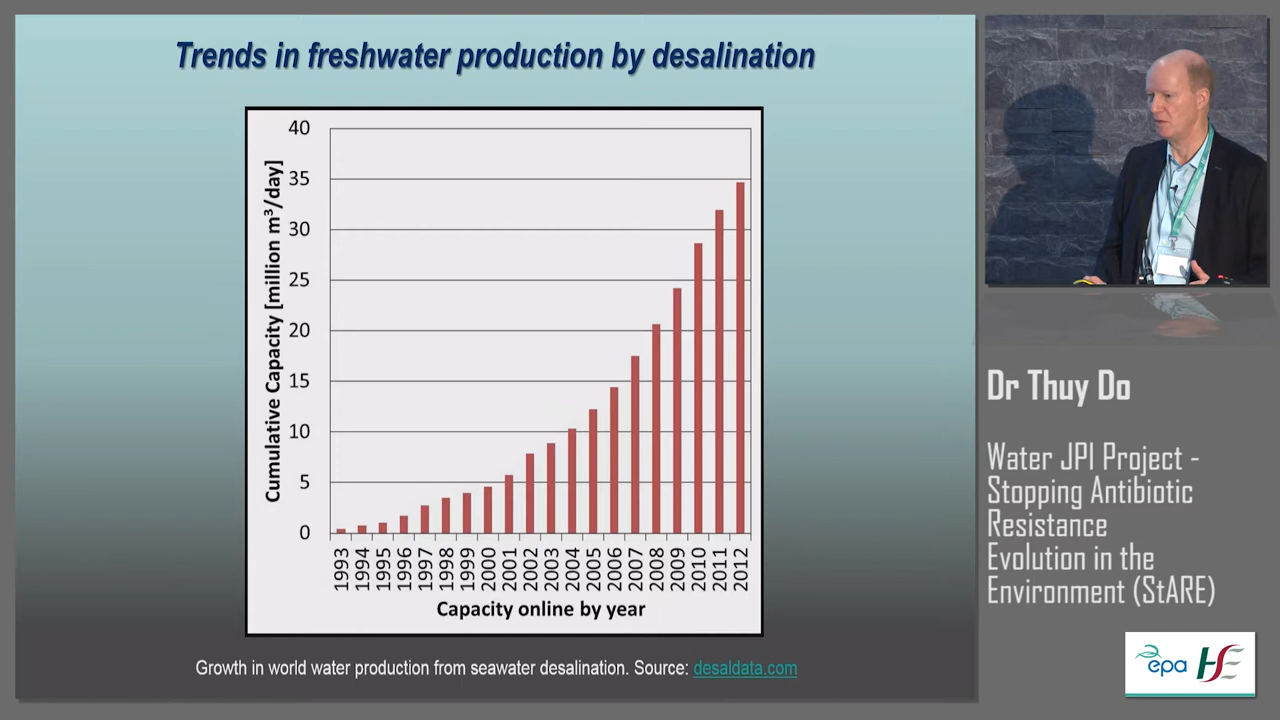 Trends in freshwater production by desalination
Cumulative Capacity [million m³/day]
40
35
30
25
20
15
10
5
0
1993
1994
1995
1996
1997
1998
1999
2000
2001
2002
2003
2004
2005
2006
2007
2008
2009
2010
2011
2012
Capacity online by year
Growth in world water production from seawater desalination. Source: desaldata.com
Dr Thuy Do
Water JPI Project -
Stopping Antibiotic
Resistance
Evolution in the
Environment (StARE)
epa HSE